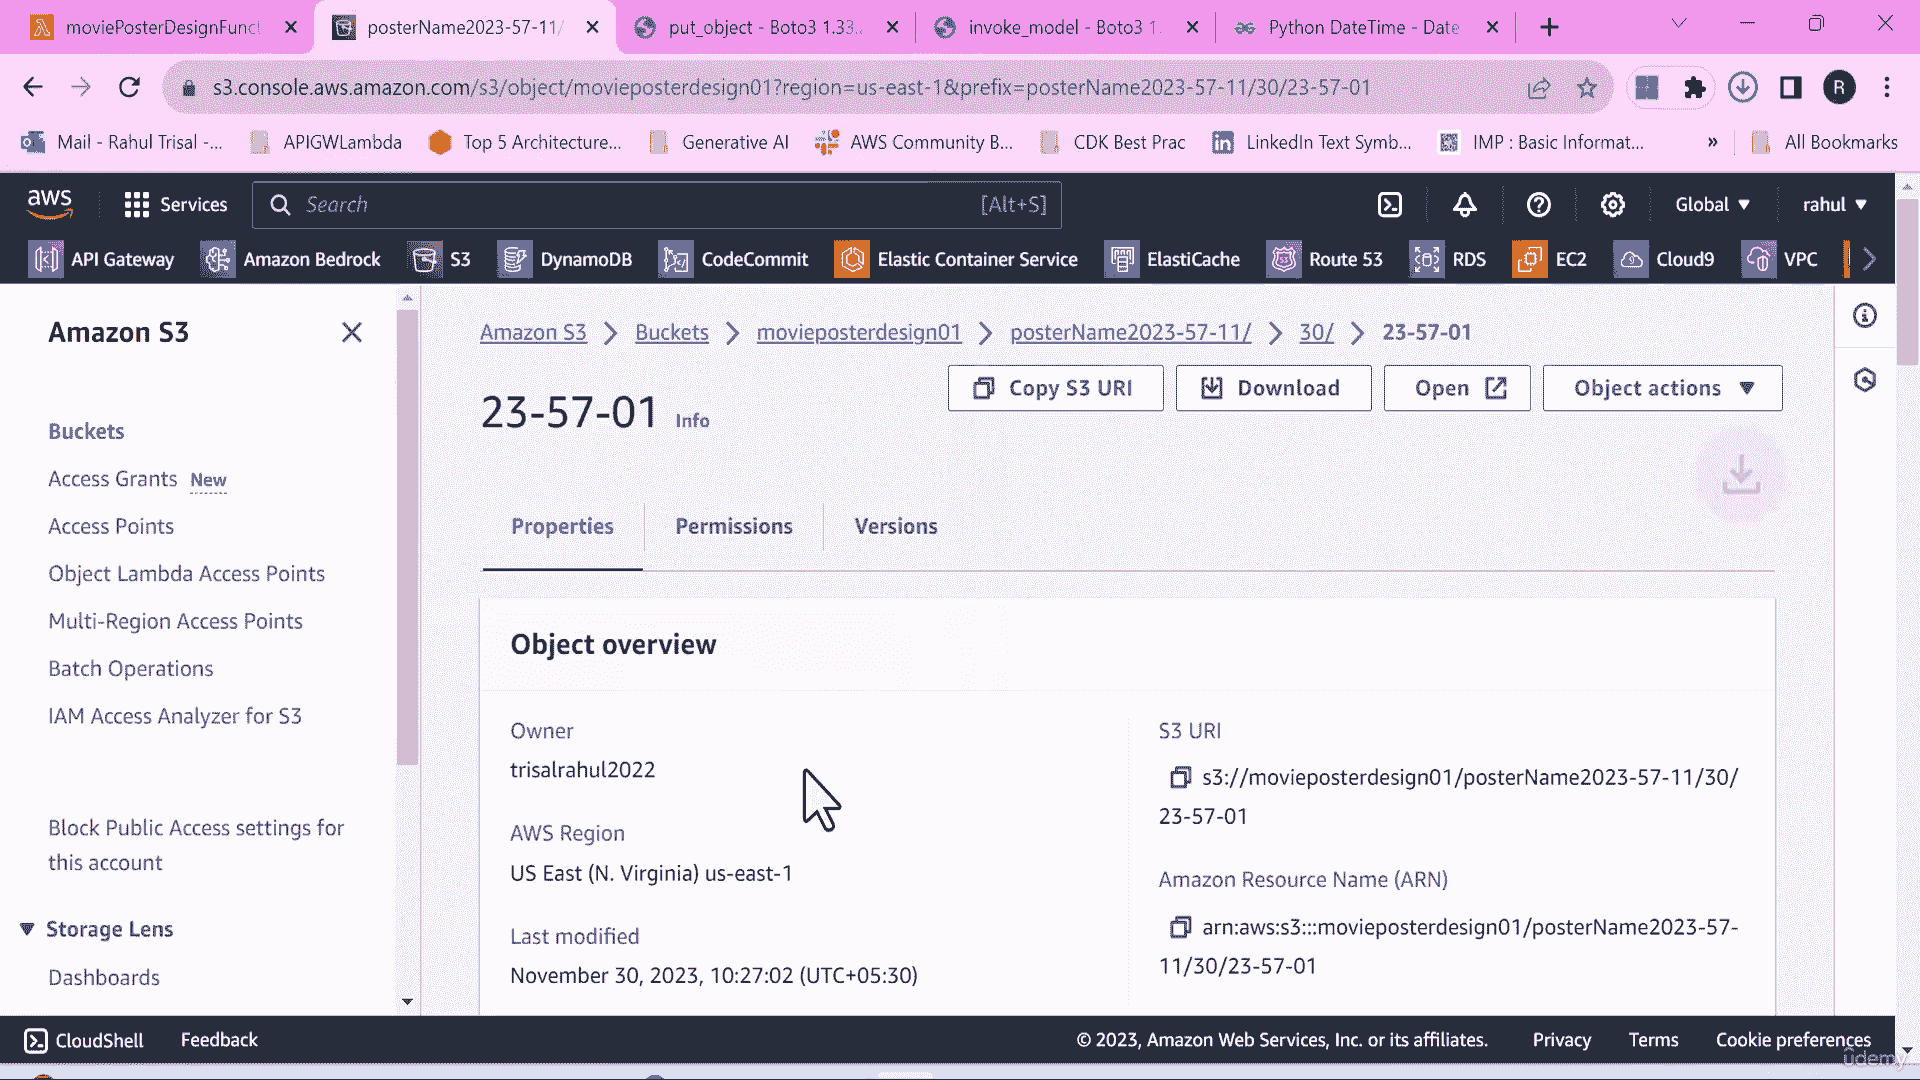 moviePosterDesignFunct
posterName2023-57-11/
put_object - Boto3 1.33.
invoke_model - Boto3 1.
Python DateTime - Date
s3.console.aws.amazon.com/s3/object/movieposterdesign01?region=us-east-1&prefix=posterName2023-57-11/30/23-57-01
R
Mail - Rahul Trisal -...
APIGWLambda
Top 5 Architecture...
Generative AI
AWS Community B...
CDK Best Prac
LinkedIn Text Symb...
IMP : Basic Informat...
»
All Bookmarks
aws
Services
Search
[Alt+S]
Global
rahul
API Gateway
Amazon Bedrock
S3
DynamoDB
CodeCommit
Elastic Container Service
ElastiCache
Route 53
RDS
EC2
Cloud9
VPC
Amazon S3
Buckets
Access Grants New
Access Points
Object Lambda Access Points
Multi-Region Access Points
Batch Operations
IAM Access Analyzer for S3
Block Public Access settings for
this account
Storage Lens
Dashboards
Amazon S3 > Buckets > movieposterdesign01 > posterName2023-57-11/ > 30/ > 23-57-01
23-57-01 Info
Copy S3 URI
Download
Open
Object actions
Properties
Permissions
Versions
Object overview
Owner
trisalrahul2022
AWS Region
US East (N. Virginia) us-east-1
Last modified
November 30, 2023, 10:27:02 (UTC+05:30)
S3 URI
s3://movieposterdesign01/posterName2023-57-11/30/
23-57-01
Amazon Resource Name (ARN)
arn:aws:s3:::movieposterdesign01/posterName2023-57-
11/30/23-57-01
CloudShell
Feedback
© 2023, Amazon Web Services, Inc. or its affiliates.
Privacy
Terms
Cookie preferences
ûdemy